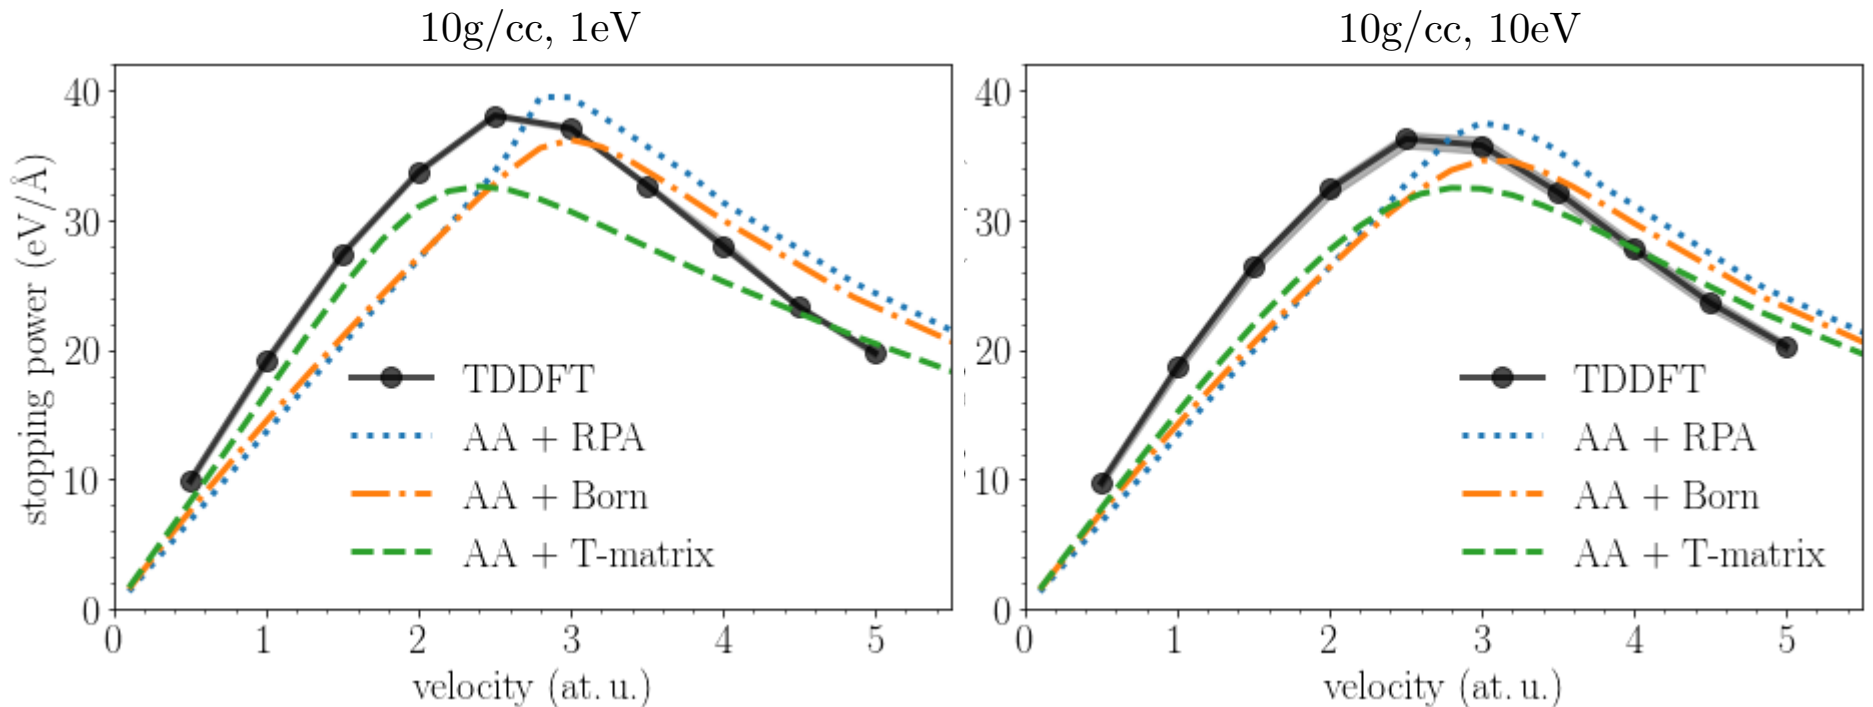 10g/cc, 1eV
10g/cc, 10eV
stopping power (eV/Å)
40
30
20
10
0
TDDFT
AA + RPA
AA + Born
AA + T-matrix
0 1 2 3 4 5
velocity (at. u.)
40
30
20
10
0
TDDFT
AA + RPA
AA + Born
AA + T-matrix
0 1 2 3 4 5
velocity (at. u.)